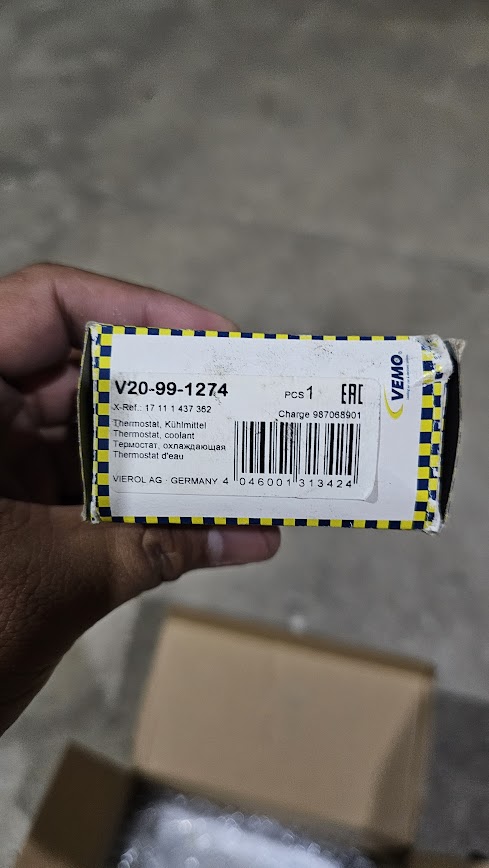 V20-99-1274
PCS 1
EAC
X-Ref.: 17 11 1 437 362
Charge 987068901
Thermostat, Kühlmittel
Thermostat, coolant
Термостат, охлаждающая
Thermostat d'eau
VIEROL AG · GERMANY
4 046001 313424
VEMO